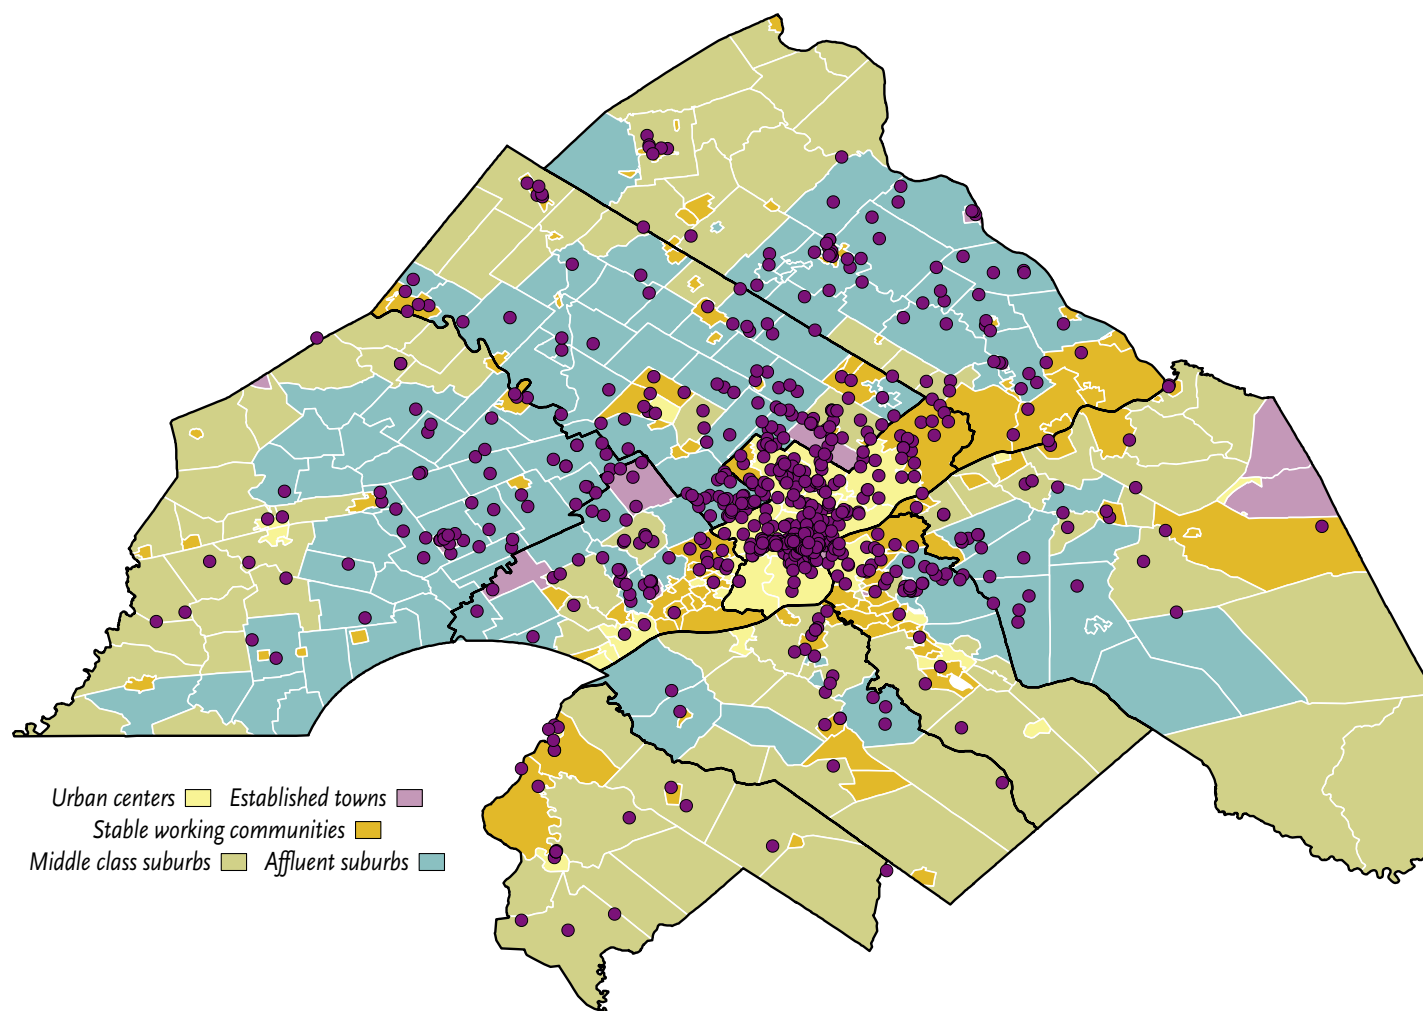 Urban centers Established towns
Stable working communities
Middle class suburbs Affluent suburbs